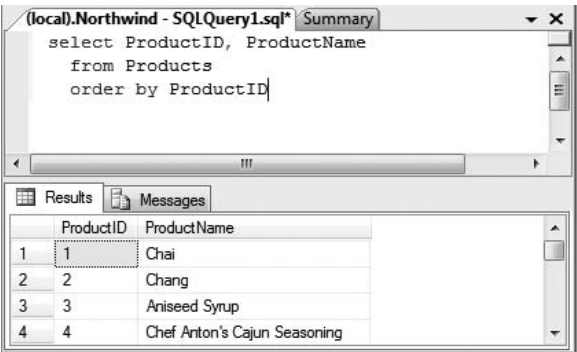 (local).Northwind - SQLQuery1.sql* Summary
select ProductID, ProductName
from Products
order by ProductID
Results Messages
ProductID ProductName
1 1 Chai
2 2 Chang
3 3 Aniseed Syrup
4 4 Chef Anton's Cajun Seasoning